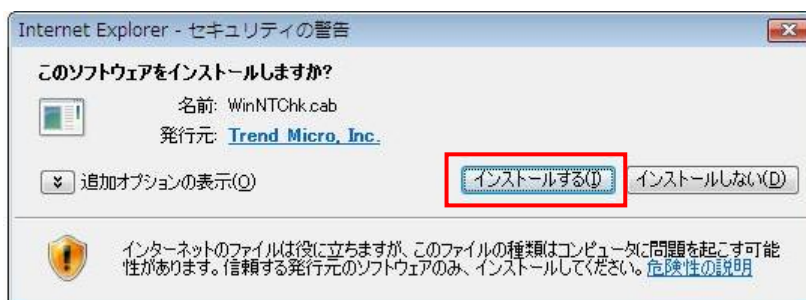 Internet Explorer - セキュリティの警告
このソフトウェアをインストールしますか?
名前: WinNTChk.cab
発行元: Trend Micro, Inc.
追加オプションの表示(O)
インストールする(I)
インストールしない(D)
インターネットのファイルは役に立ちますが、このファイルの種類はコンピュータに問題を起こす可能
性があります。信頼する発行元のソフトウェアのみ、インストールしてください。危険性の説明